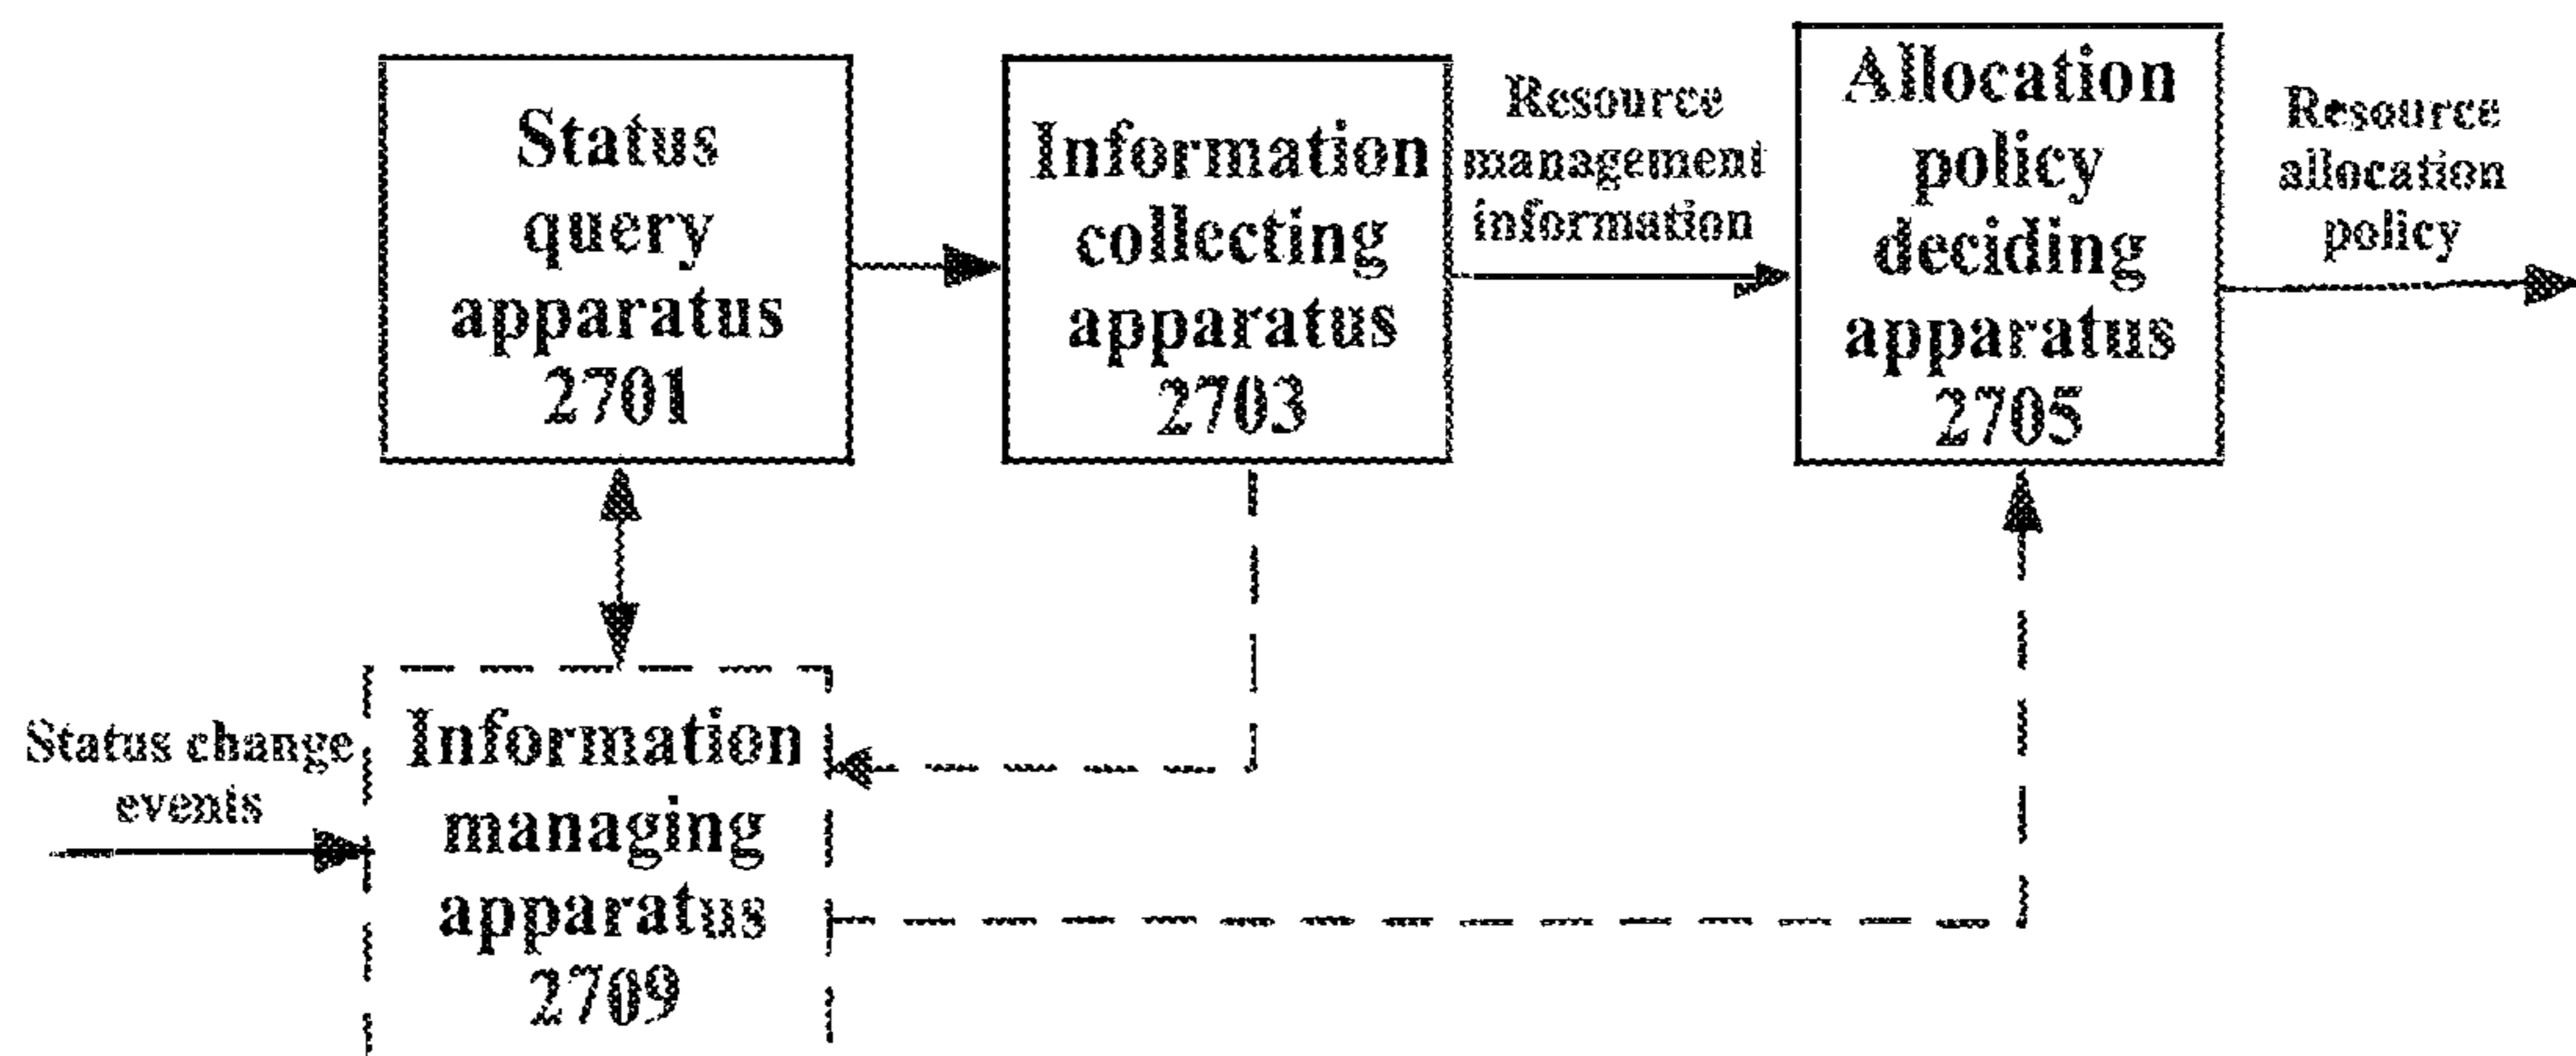 Status
query
apparatus
2701
Information
collecting
apparatus
2703
Resource
management
information
Allocation
policy
deciding
apparatus
2705
Resource
allocation
policy
Status change
events
Information
managing
apparatus
2709